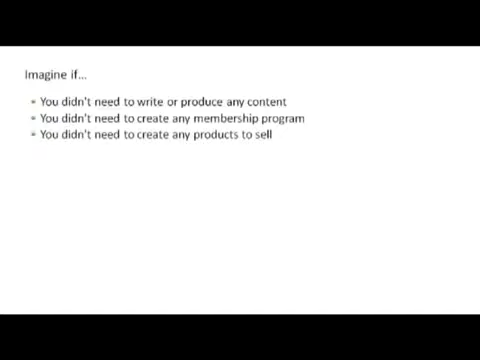 Imagine if...
▪ You didn't need to write or produce any content
▪ You didn't need to create any membership program
▪ You didn't need to create any products to sell